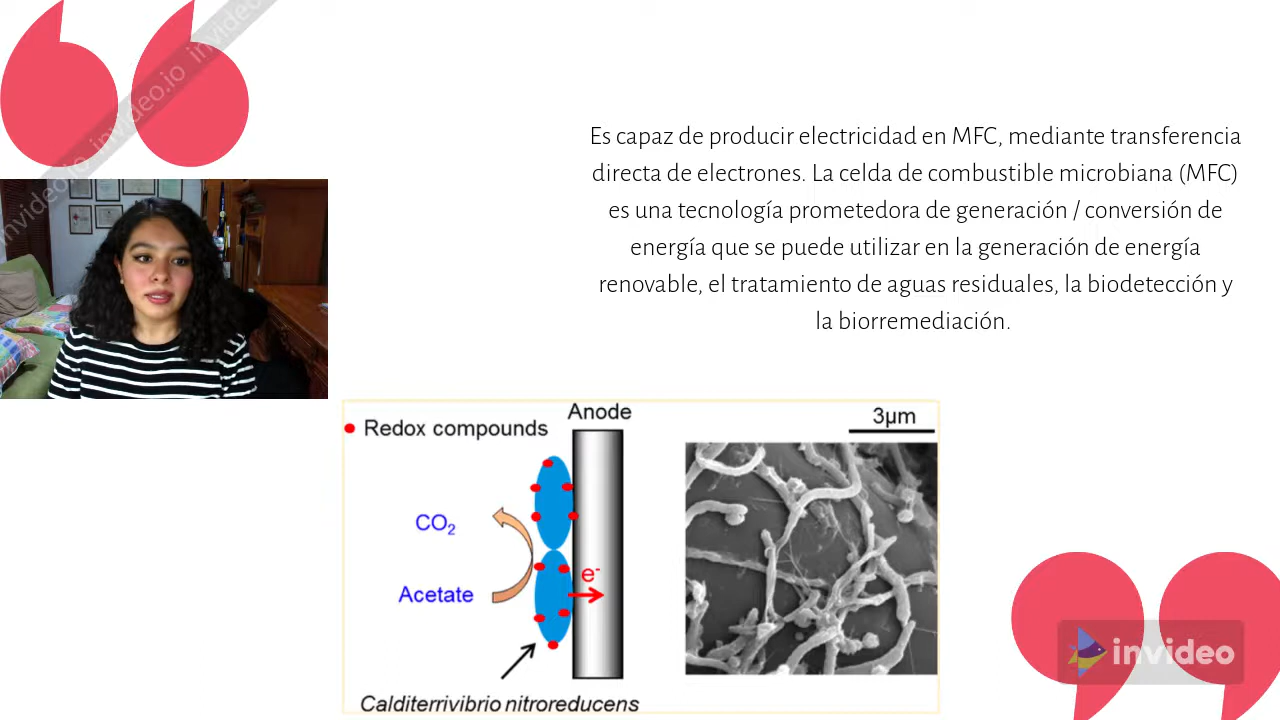 invideo.io invideo.io invideo
Es capaz de producir electricidad en MFC, mediante transferencia
directa de electrones. La celda de combustible microbiana (MFC)
es una tecnología prometedora de generación / conversión de
energía que se puede utilizar en la generación de energía
renovable, el tratamiento de aguas residuales, la biodetección y
la biorremediación.
Anode
Redox compounds
3µm
CO₂
e⁻
Acetate
Calditerrivibrio nitroreducens
invideo